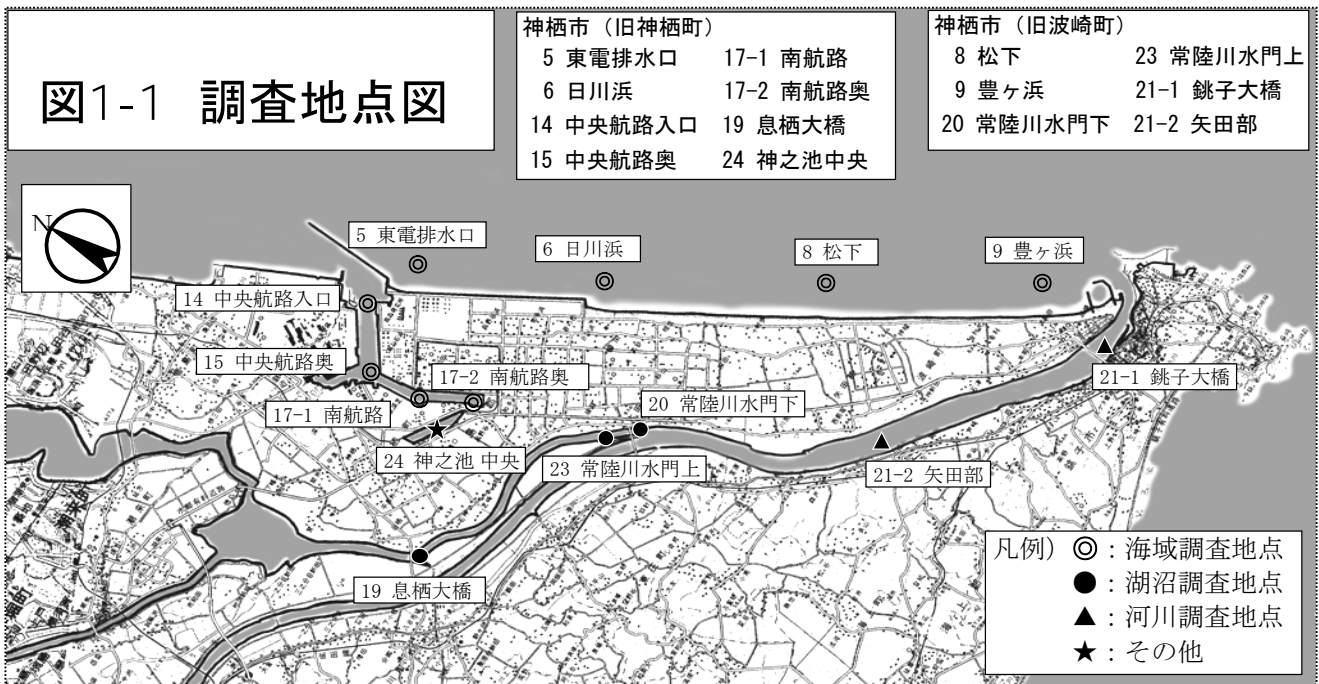 図1-1 調査地点図
神栖市（旧神栖町）
5 東電排水口 17-1 南航路
6 日川浜 17-2 南航路奥
14 中央航路入口 19 息栖大橋
15 中央航路奥 24 神之池中央
神栖市（旧波崎町）
8 松下 23 常陸川水門上
9 豊ヶ浜 21-1 銚子大橋
20 常陸川水門下 21-2 矢田部
N
5 東電排水口
6 日川浜
8 松下
9 豊ヶ浜
14 中央航路入口
15 中央航路奥
17-2 南航路奥
17-1 南航路
20 常陸川水門下
21-1 銚子大橋
24 神之池 中央
23 常陸川水門上
21-2 矢田部
19 息栖大橋
凡例）◎：海域調査地点
●：湖沼調査地点
▲：河川調査地点
★：その他